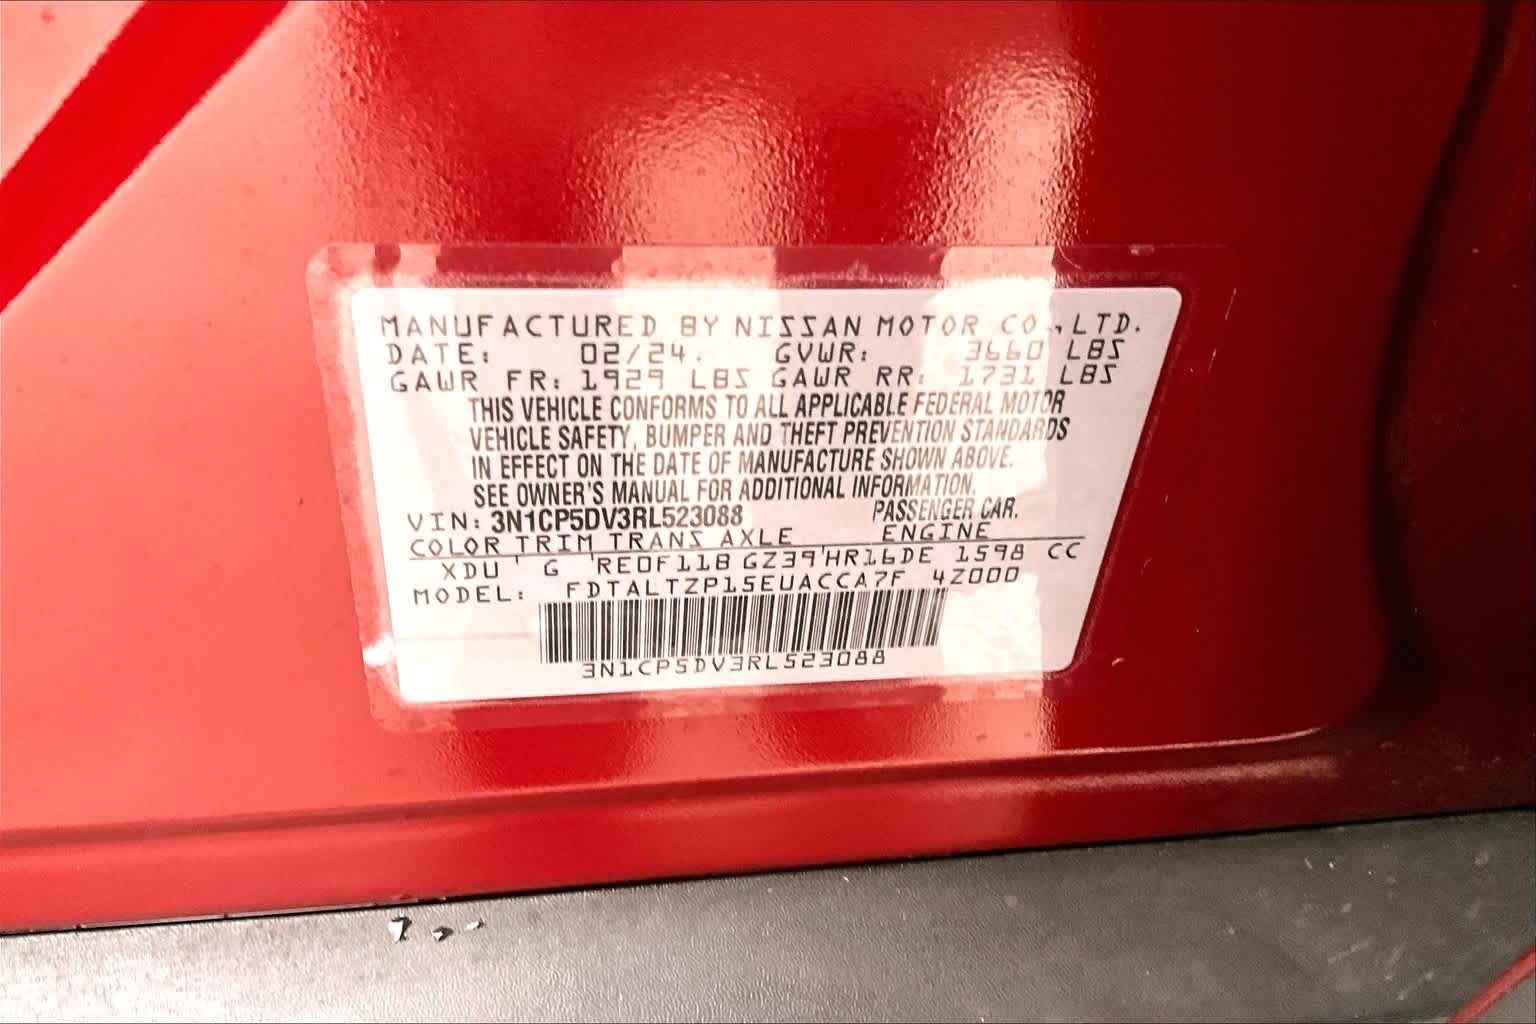 MANUFACTURED BY NISSAN MOTOR CO., LTD.
DATE: 02/24. GVWR: 3660 LBS
GAWR FR: 1929 LBS GAWR RR: 1731 LBS
THIS VEHICLE CONFORMS TO ALL APPLICABLE FEDERAL MOTOR
VEHICLE SAFETY, BUMPER AND THEFT PREVENTION STANDARDS
IN EFFECT ON THE DATE OF MANUFACTURE SHOWN ABOVE.
SEE OWNER'S MANUAL FOR ADDITIONAL INFORMATION.
VIN: 3N1CP5DV3RL523088 PASSENGER CAR.
COLOR TRIM TRANS AXLE ENGINE
XDU ' G 'RE0F11B GZ39'HR16DE 1598 CC
MODEL: FDTALTZP15EUACCA7F 4Z000
3N1CP5DV3RL523088